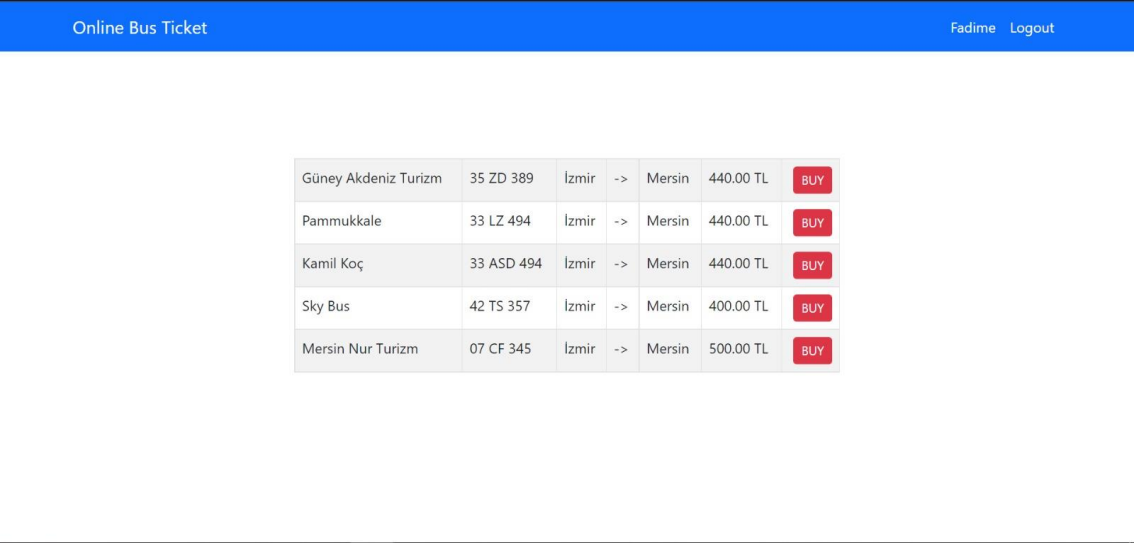 Online Bus Ticket Fadime Logout
Güney Akdeniz Turizm 35 ZD 389 İzmir -> Mersin 440.00 TL BUY
Pammukkale 33 LZ 494 İzmir -> Mersin 440.00 TL BUY
Kamil Koç 33 ASD 494 İzmir -> Mersin 440.00 TL BUY
Sky Bus 42 TS 357 İzmir -> Mersin 400.00 TL BUY
Mersin Nur Turizm 07 CF 345 İzmir -> Mersin 500.00 TL BUY